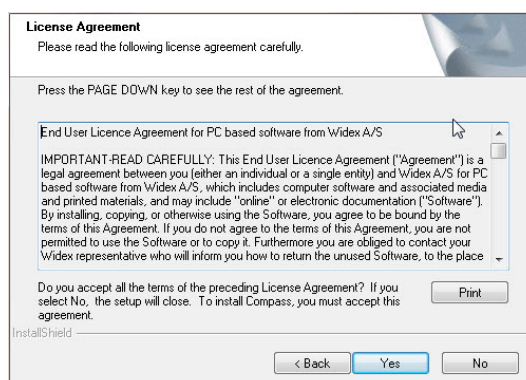 License Agreement
Please read the following license agreement carefully.
Press the PAGE DOWN key to see the rest of the agreement.
End User Licence Agreement for PC based software from Widex A/S
IMPORTANT-READ CAREFULLY: This End User Licence Agreement ("Agreement") is a
legal agreement between you (either an individual or a single entity) and Widex A/S for PC
based software from Widex A/S, which includes computer software and associated media
and printed materials, and may include "online" or electronic documentation ("Software").
By installing, copying, or otherwise using the Software, you agree to be bound by the
terms of this Agreement. If you do not agree to the terms of this Agreement, you are not
permitted to use the Software or to copy it. Furthermore you are obliged to contact your
Widex representative who will inform you how to return the unused Software, to the place
Do you accept all the terms of the preceding License Agreement? If you
select No, the setup will close. To install Compass, you must accept this
agreement.
Print
InstallShield
< Back
Yes
No